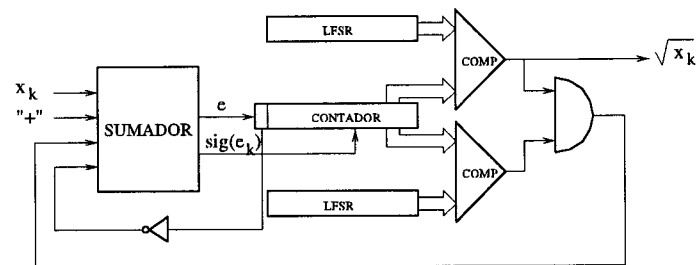 LFSR
COMP
√x_k
x_k
"+"
SUMADOR
e
CONTADOR
sig(e_k)
COMP
LFSR